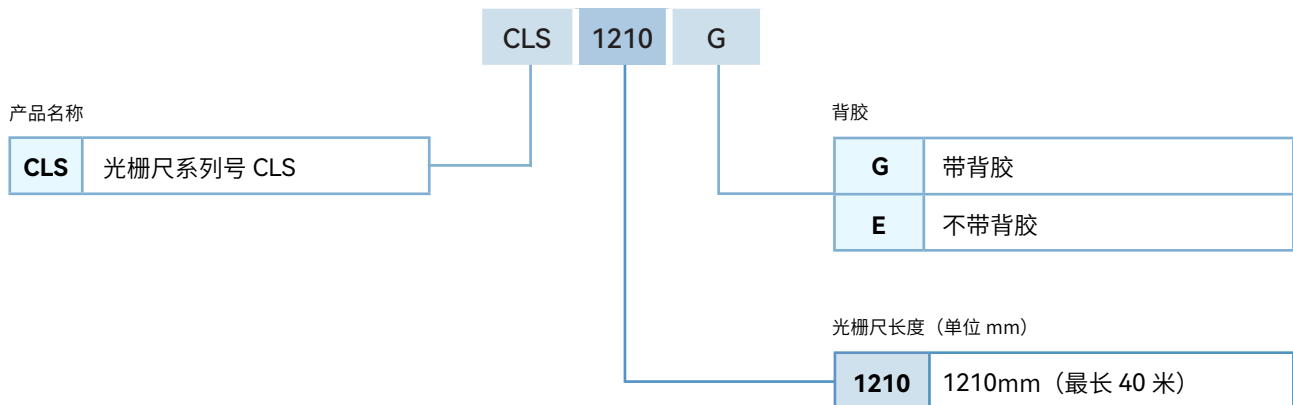 CLS 1210 G
产品名称
CLS 光栅尺系列号 CLS
背胶
G 带背胶
E 不带背胶
光栅尺长度（单位 mm）
1210 1210mm（最长 40 米）